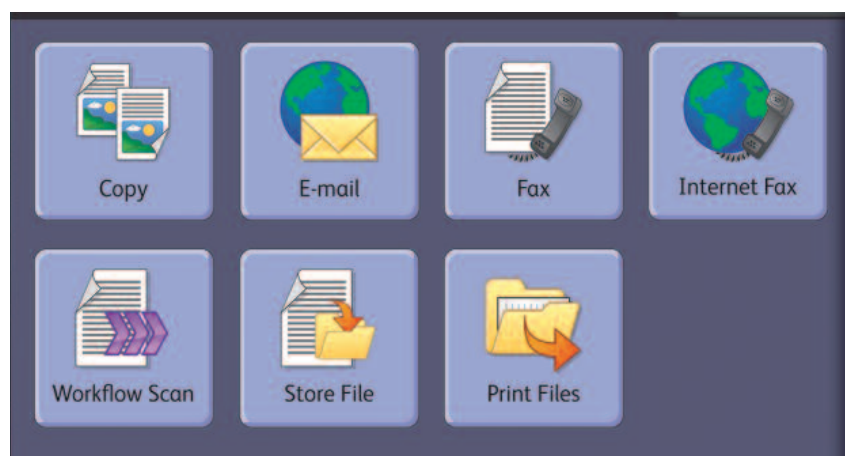 Copy
E-mail
Fax
Internet Fax
Workflow Scan
Store File
Print Files